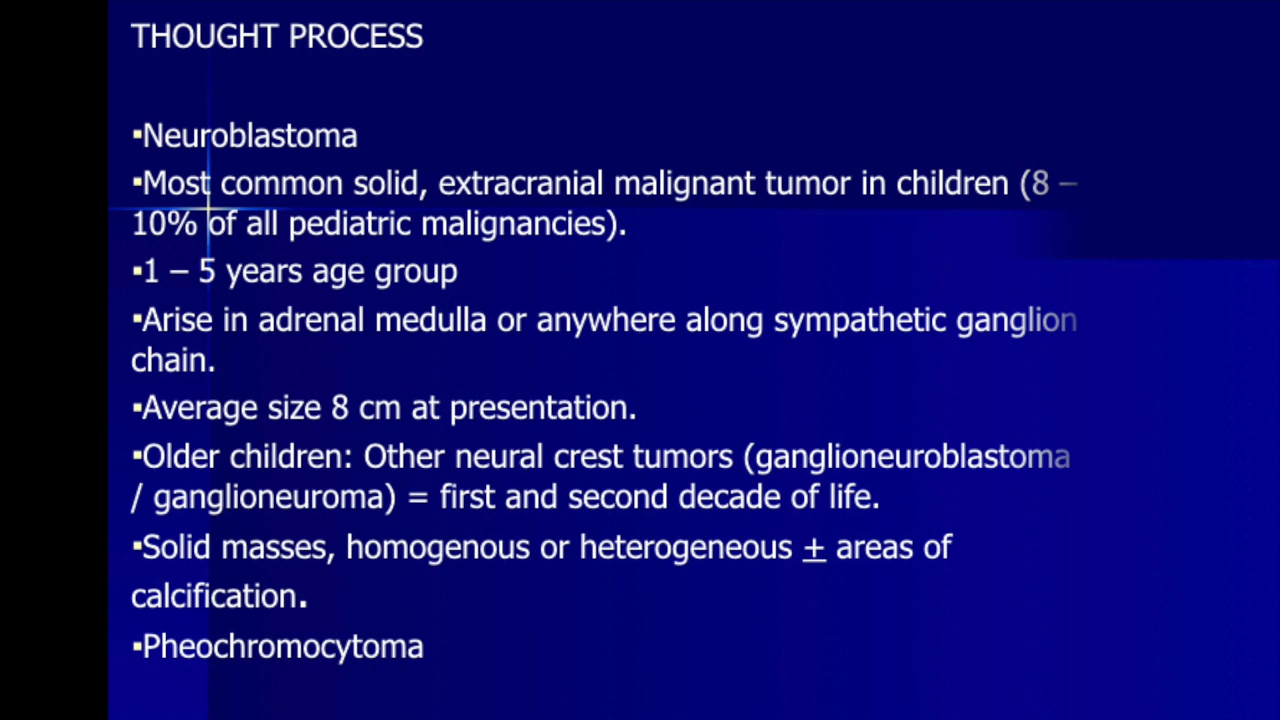 THOUGHT PROCESS
▪Neuroblastoma
▪Most common solid, extracranial malignant tumor in children (8 –
10% of all pediatric malignancies).
▪1 – 5 years age group
▪Arise in adrenal medulla or anywhere along sympathetic ganglion
chain.
▪Average size 8 cm at presentation.
▪Older children: Other neural crest tumors (ganglioneuroblastoma
/ ganglioneuroma) = first and second decade of life.
▪Solid masses, homogenous or heterogeneous ± areas of
calcification.
▪Pheochromocytoma